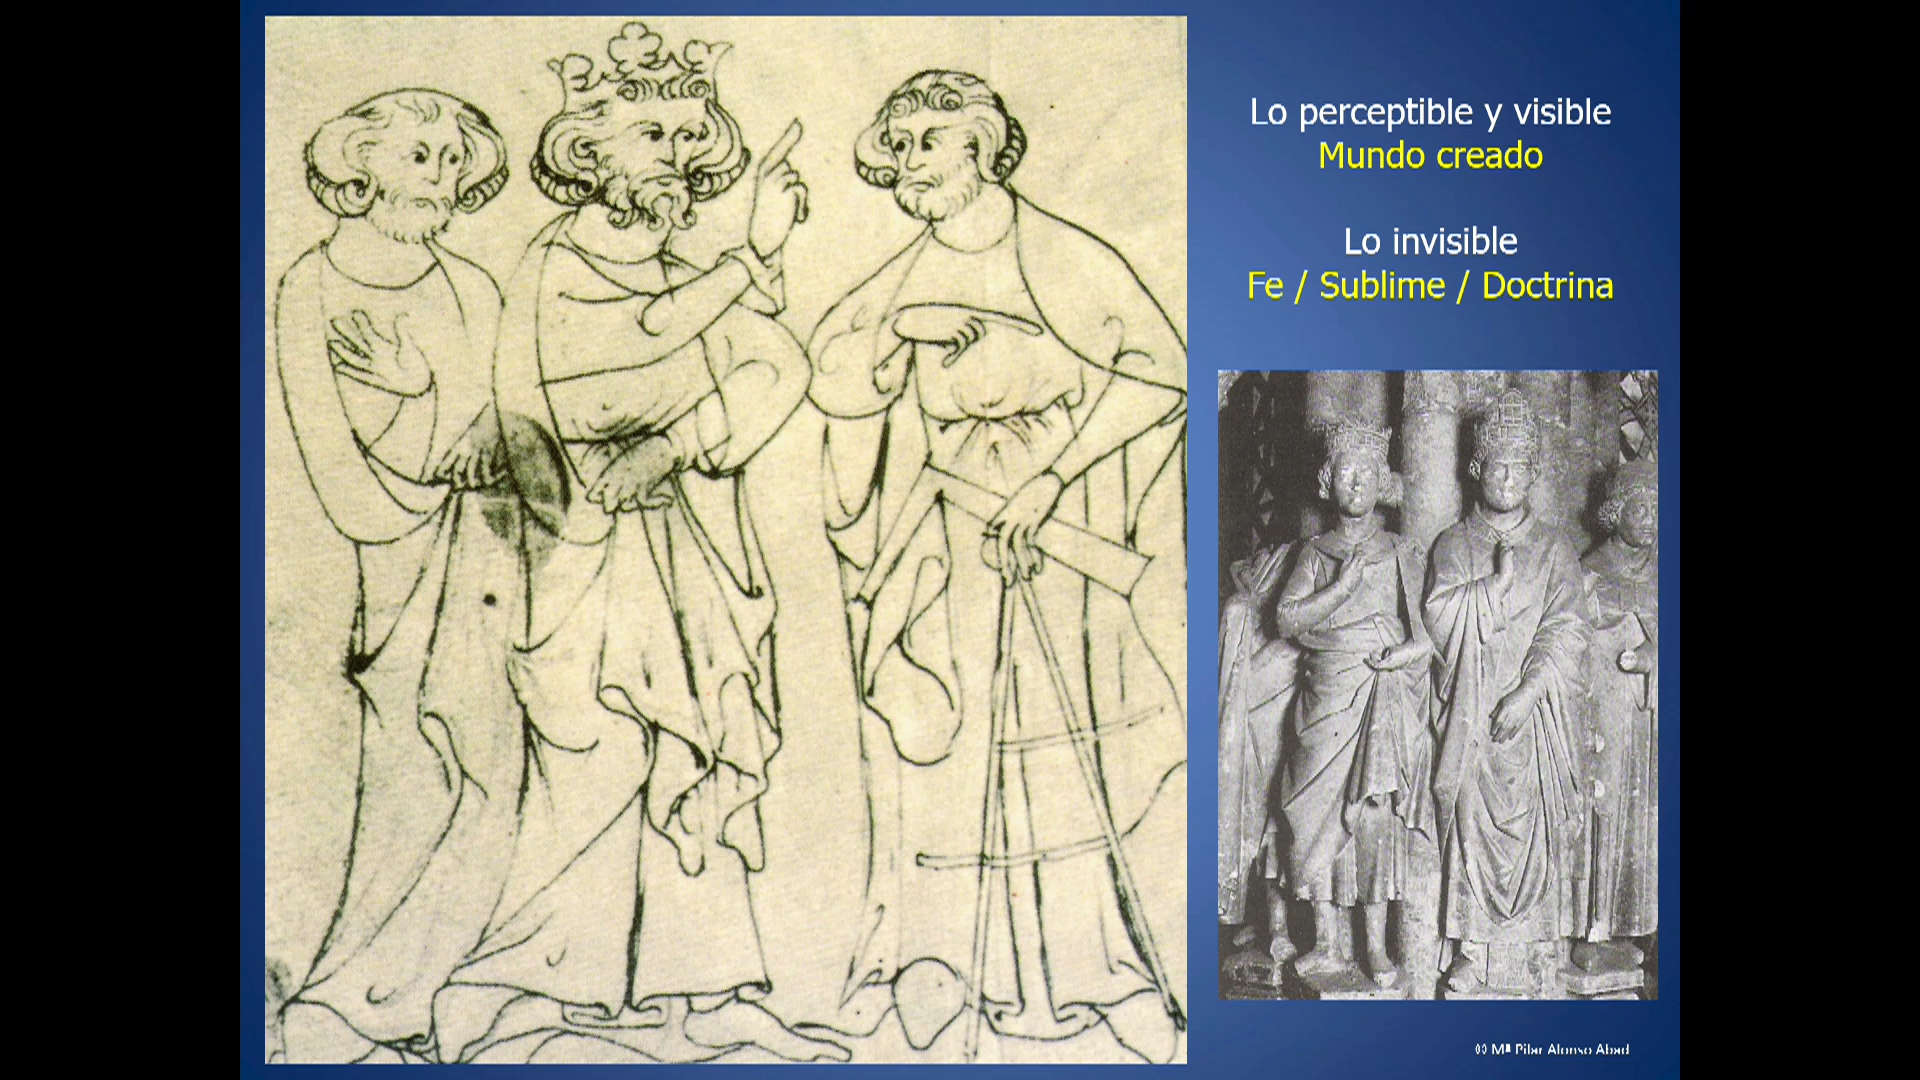 Lo perceptible y visible
Mundo creado
Lo invisible
Fe / Sublime / Doctrina
© Mª Pilar Alonso Abad